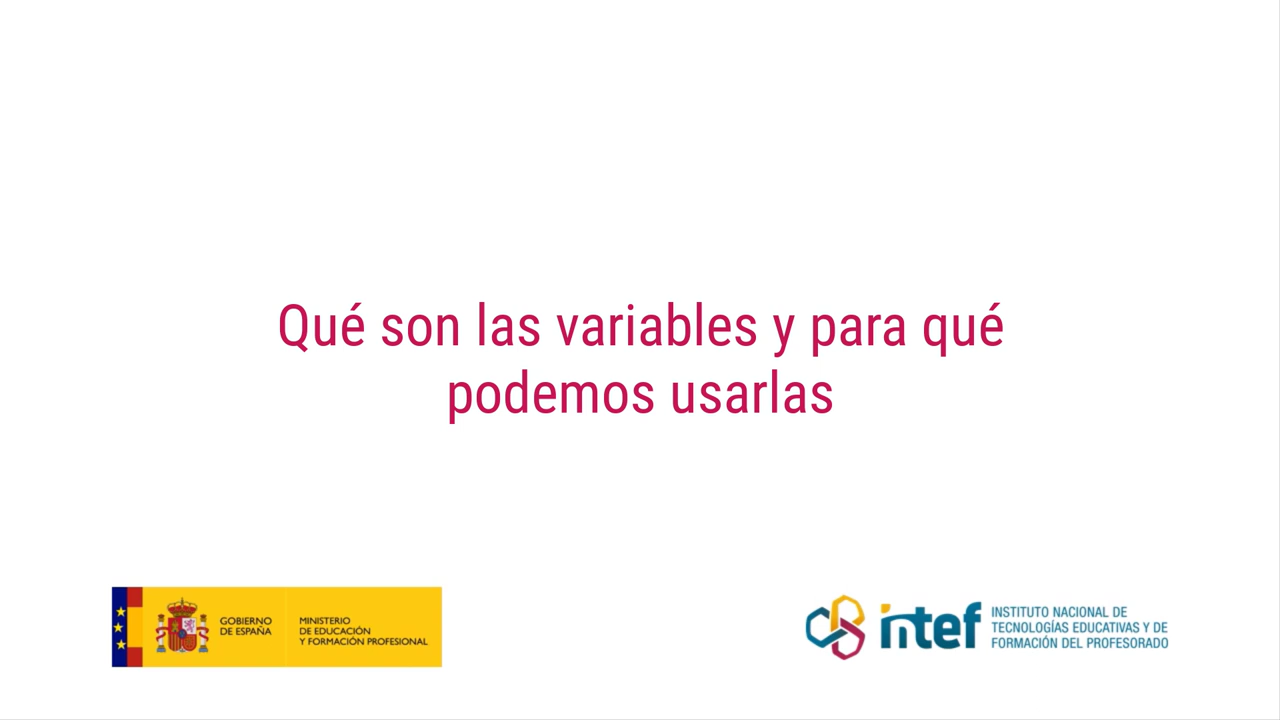 Qué son las variables y para qué
podemos usarlas
GOBIERNO
DE ESPAÑA
MINISTERIO
DE EDUCACIÓN
Y FORMACIÓN PROFESIONAL
intef
INSTITUTO NACIONAL DE
TECNOLOGÍAS EDUCATIVAS Y DE
FORMACIÓN DEL PROFESORADO